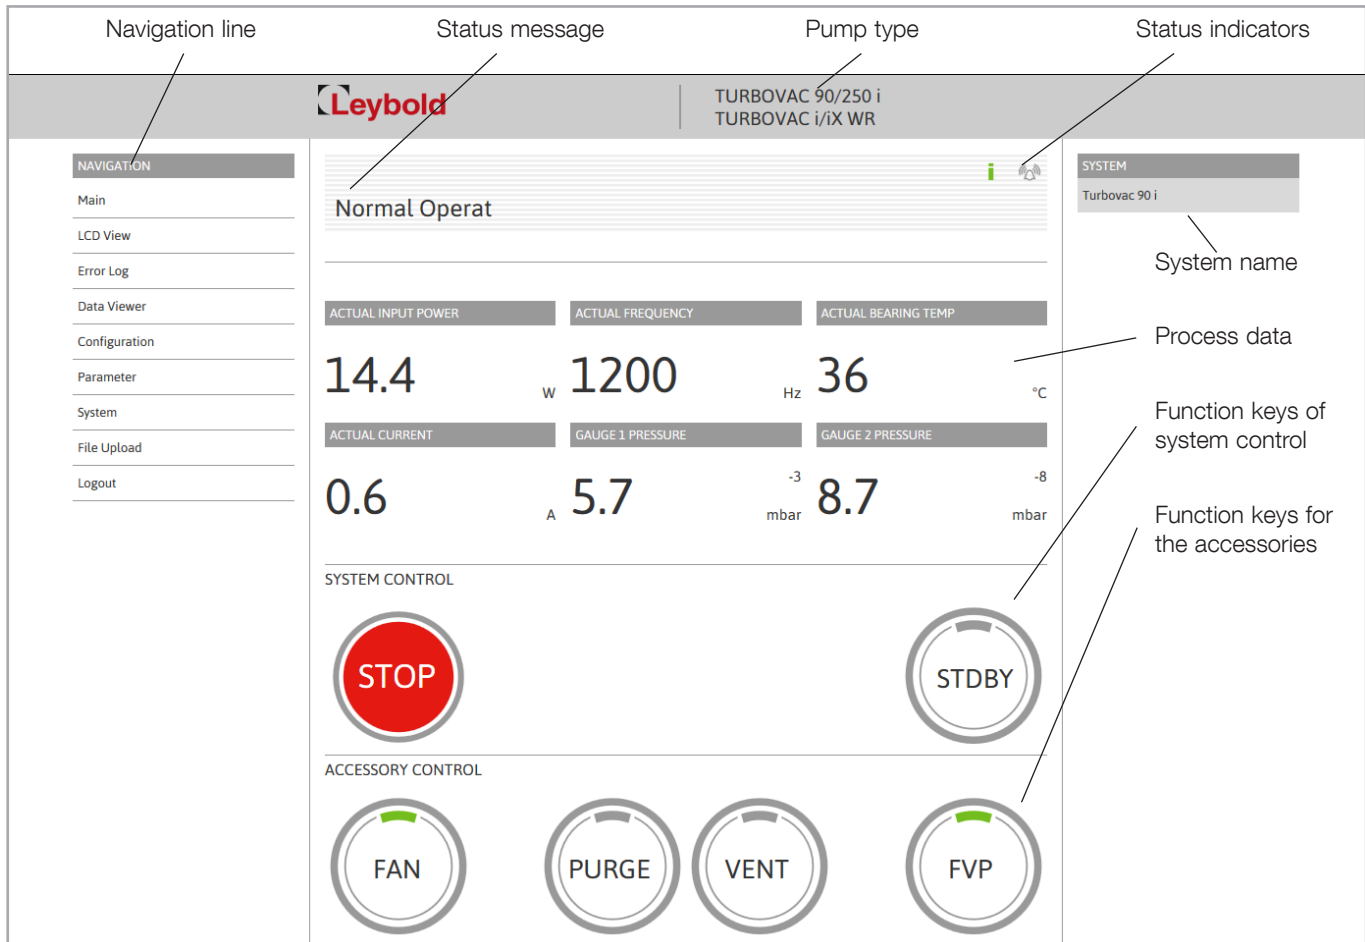 Navigation line
Status message
Pump type
Status indicators
Leybold
TURBOVAC 90/250 i
TURBOVAC i/iX WR
NAVIGATION
Main
LCD View
Error Log
Data Viewer
Configuration
Parameter
System
File Upload
Logout
i
Normal Operat
SYSTEM
Turbovac 90 i
System name
Process data
Function keys of
system control
Function keys for
the accessories
ACTUAL INPUT POWER
14.4 W
ACTUAL FREQUENCY
1200 Hz
ACTUAL BEARING TEMP
36 °C
ACTUAL CURRENT
0.6 A
GAUGE 1 PRESSURE
5.7 -3 mbar
GAUGE 2 PRESSURE
8.7 -8 mbar
SYSTEM CONTROL
STOP
STDBY
ACCESSORY CONTROL
FAN
PURGE
VENT
FVP